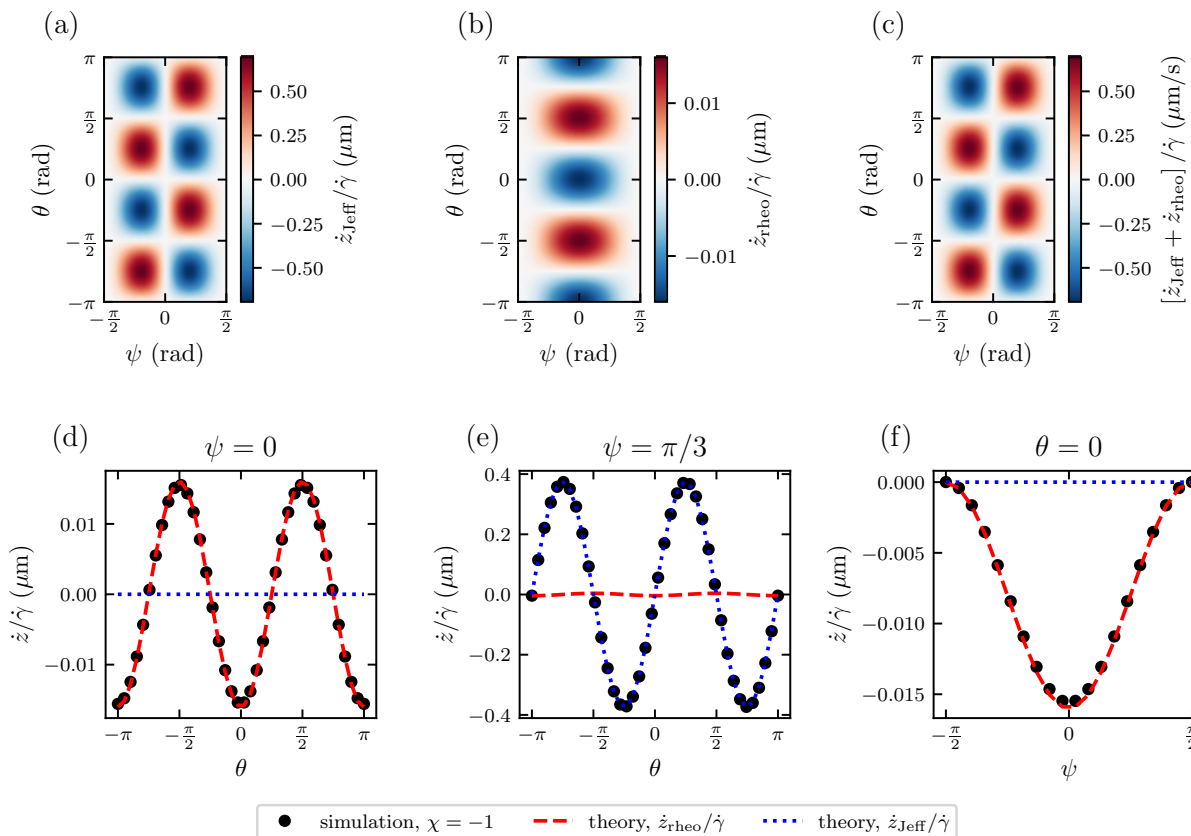 (a)
π
π/2
0
−π/2
−π
θ (rad)
−π/2 0 π/2
ψ (rad)
0.50
0.25
0.00
−0.25
−0.50
ż_Jeff/γ̇ (μm)
(b)
π
π/2
0
−π/2
−π
θ (rad)
−π/2 0 π/2
ψ (rad)
0.01
0.00
−0.01
ż_rheo/γ̇ (μm)
(c)
π
π/2
0
−π/2
−π
θ (rad)
−π/2 0 π/2
ψ (rad)
0.50
0.25
0.00
−0.25
−0.50
[ż_Jeff + ż_rheo]/γ̇ (μm/s)
(d)
ψ = 0
0.01
0.00
−0.01
ż/γ̇ (μm)
−π −π/2 0 π/2 π
θ
(e)
ψ = π/3
0.4
0.2
0.0
−0.2
−0.4
ż/γ̇ (μm)
−π −π/2 0 π/2 π
θ
(f)
θ = 0
0.000
−0.005
−0.010
−0.015
ż/γ̇ (μm)
−π/2 0 π/2
ψ
simulation, χ = −1 theory, ż_rheo/γ̇ theory, ż_Jeff/γ̇